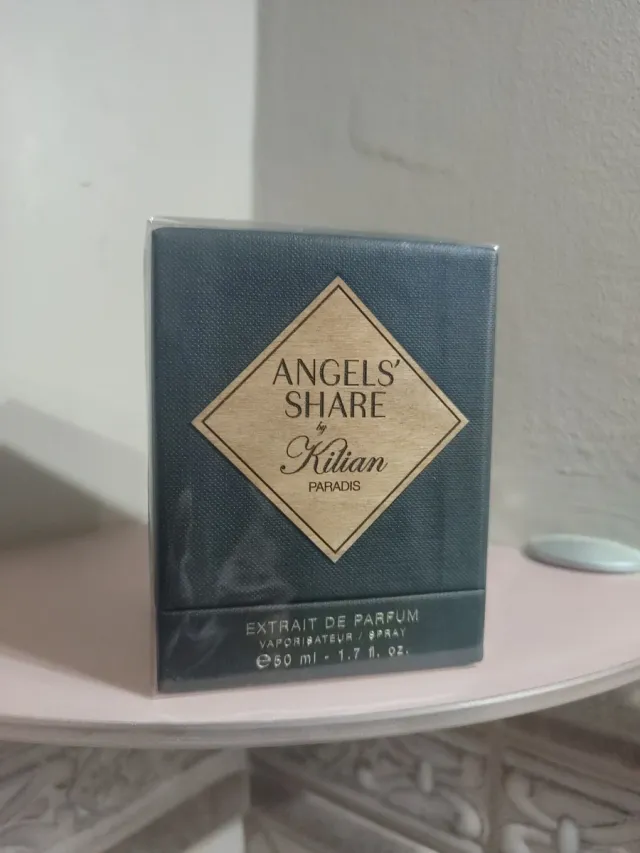 ANGELS'
SHARE
by
Kilian
PARADIS
EXTRAIT DE PARFUM
VAPORISATEUR / SPRAY
℮50 ml - 1.7 fl. oz.